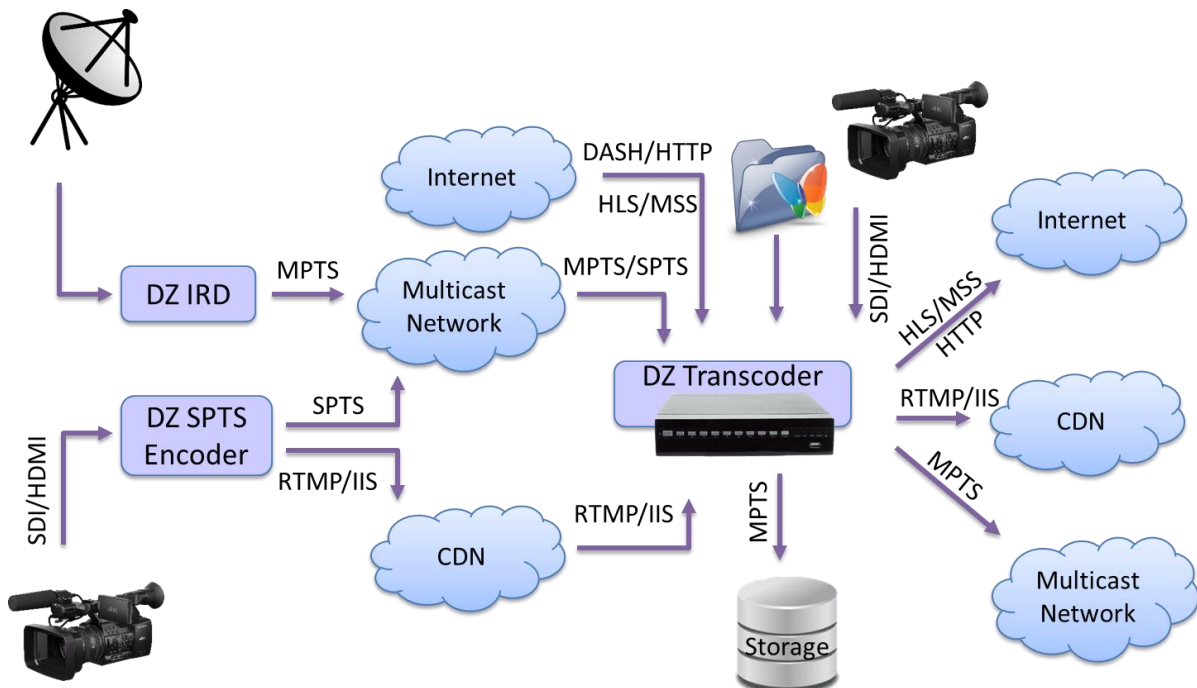 DASH/HTTP
Internet
HLS/MSS
Internet
SDI/HDMI
MPTS
MPTS/SPTS
DZ IRD
Multicast
Network
HLS/MSS
HTTP
DZ Transcoder
RTMP/IIS
CDN
SPTS
DZ SPTS
Encoder
RTMP/IIS
MPTS
SDI/HDMI
RTMP/IIS
CDN
MPTS
Multicast
Network
Storage